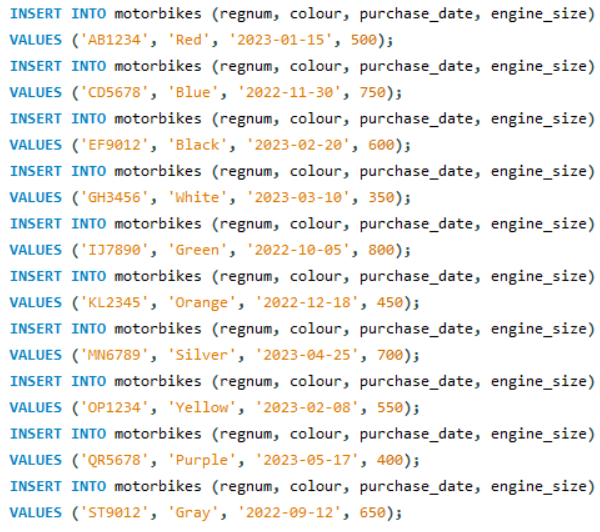 INSERT INTO motorbikes (regnum, colour, purchase_date, engine_size)
VALUES ('AB1234', 'Red', '2023-01-15', 500);
INSERT INTO motorbikes (regnum, colour, purchase_date, engine_size)
VALUES ('CD5678', 'Blue', '2022-11-30', 750);
INSERT INTO motorbikes (regnum, colour, purchase_date, engine_size)
VALUES ('EF9012', 'Black', '2023-02-20', 600);
INSERT INTO motorbikes (regnum, colour, purchase_date, engine_size)
VALUES ('GH3456', 'White', '2023-03-10', 350);
INSERT INTO motorbikes (regnum, colour, purchase_date, engine_size)
VALUES ('IJ7890', 'Green', '2022-10-05', 800);
INSERT INTO motorbikes (regnum, colour, purchase_date, engine_size)
VALUES ('KL2345', 'Orange', '2022-12-18', 450);
INSERT INTO motorbikes (regnum, colour, purchase_date, engine_size)
VALUES ('MN6789', 'Silver', '2023-04-25', 700);
INSERT INTO motorbikes (regnum, colour, purchase_date, engine_size)
VALUES ('OP1234', 'Yellow', '2023-02-08', 550);
INSERT INTO motorbikes (regnum, colour, purchase_date, engine_size)
VALUES ('QR5678', 'Purple', '2023-05-17', 400);
INSERT INTO motorbikes (regnum, colour, purchase_date, engine_size)
VALUES ('ST9012', 'Gray', '2022-09-12', 650);